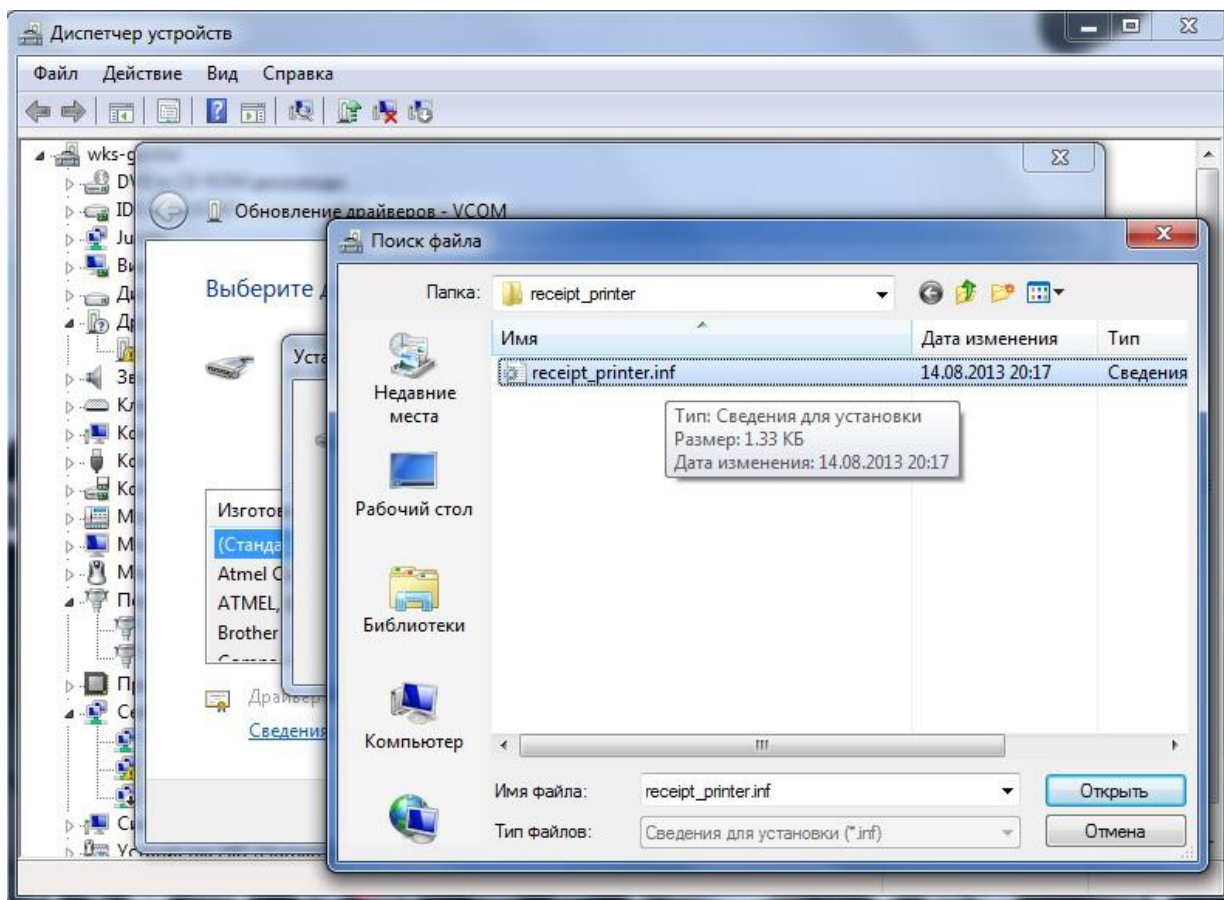 Диспетчер устройств
Файл Действие Вид Справка
Обновление драйверов - VCOM
Выберите
Поиск файла
Папка: receipt_printer
Имя Дата изменения Тип
receipt_printer.inf 14.08.2013 20:17 Сведения
Тип: Сведения для установки
Размер: 1.33 КБ
Дата изменения: 14.08.2013 20:17
Недавние
места
Рабочий стол
Библиотеки
Компьютер
(Станда
Atmel
ATMEL,
Brother
Сведения
Имя файла: receipt_printer.inf Открыть
Тип файлов: Сведения для установки (*.inf) Отмена